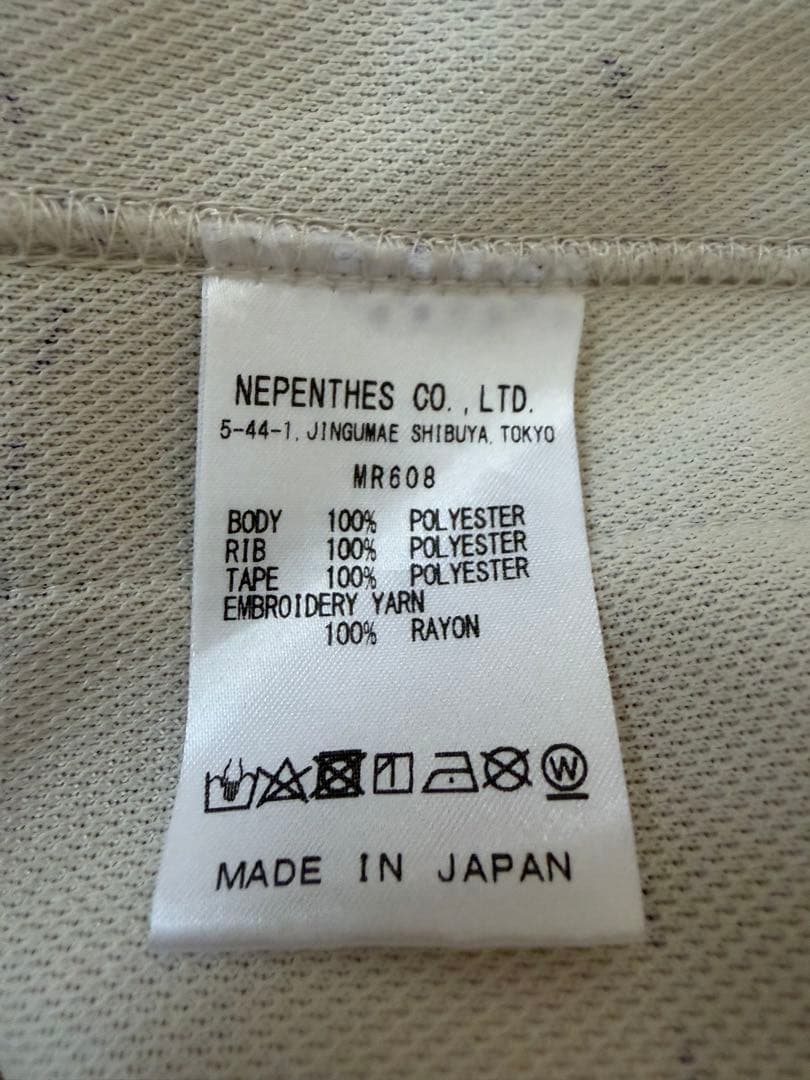 NEPENTHES CO., LTD.
5-44-1, JINGUMAE SHIBUYA, TOKYO
MR608
BODY 100% POLYESTER
RIB 100% POLYESTER
TAPE 100% POLYESTER
EMBROIDERY YARN
100% RAYON
W
MADE IN JAPAN